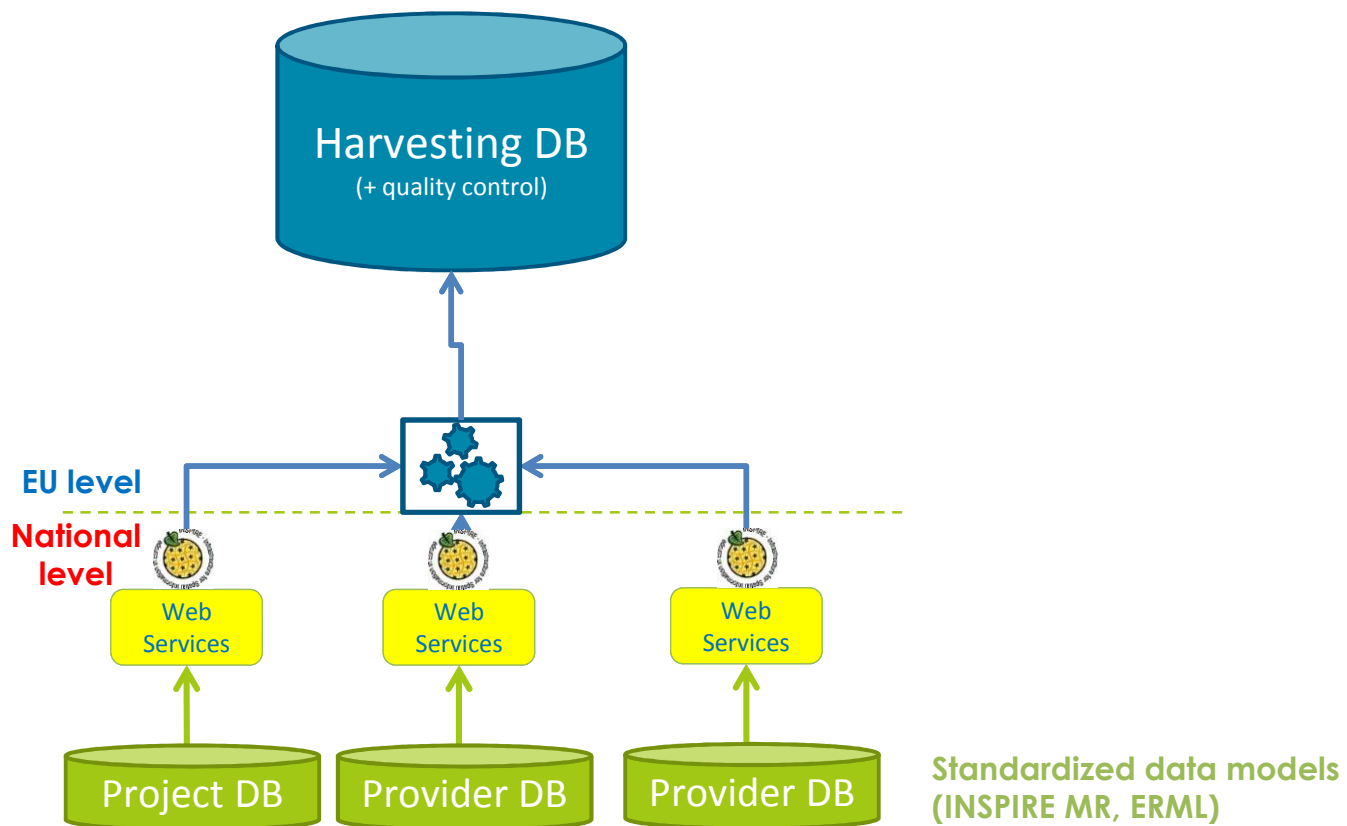 Harvesting DB
(+ quality control)
EU level
National
level
Web
Services
Web
Services
Web
Services
Project DB
Provider DB
Provider DB
Standardized data models
(INSPIRE MR, ERML)